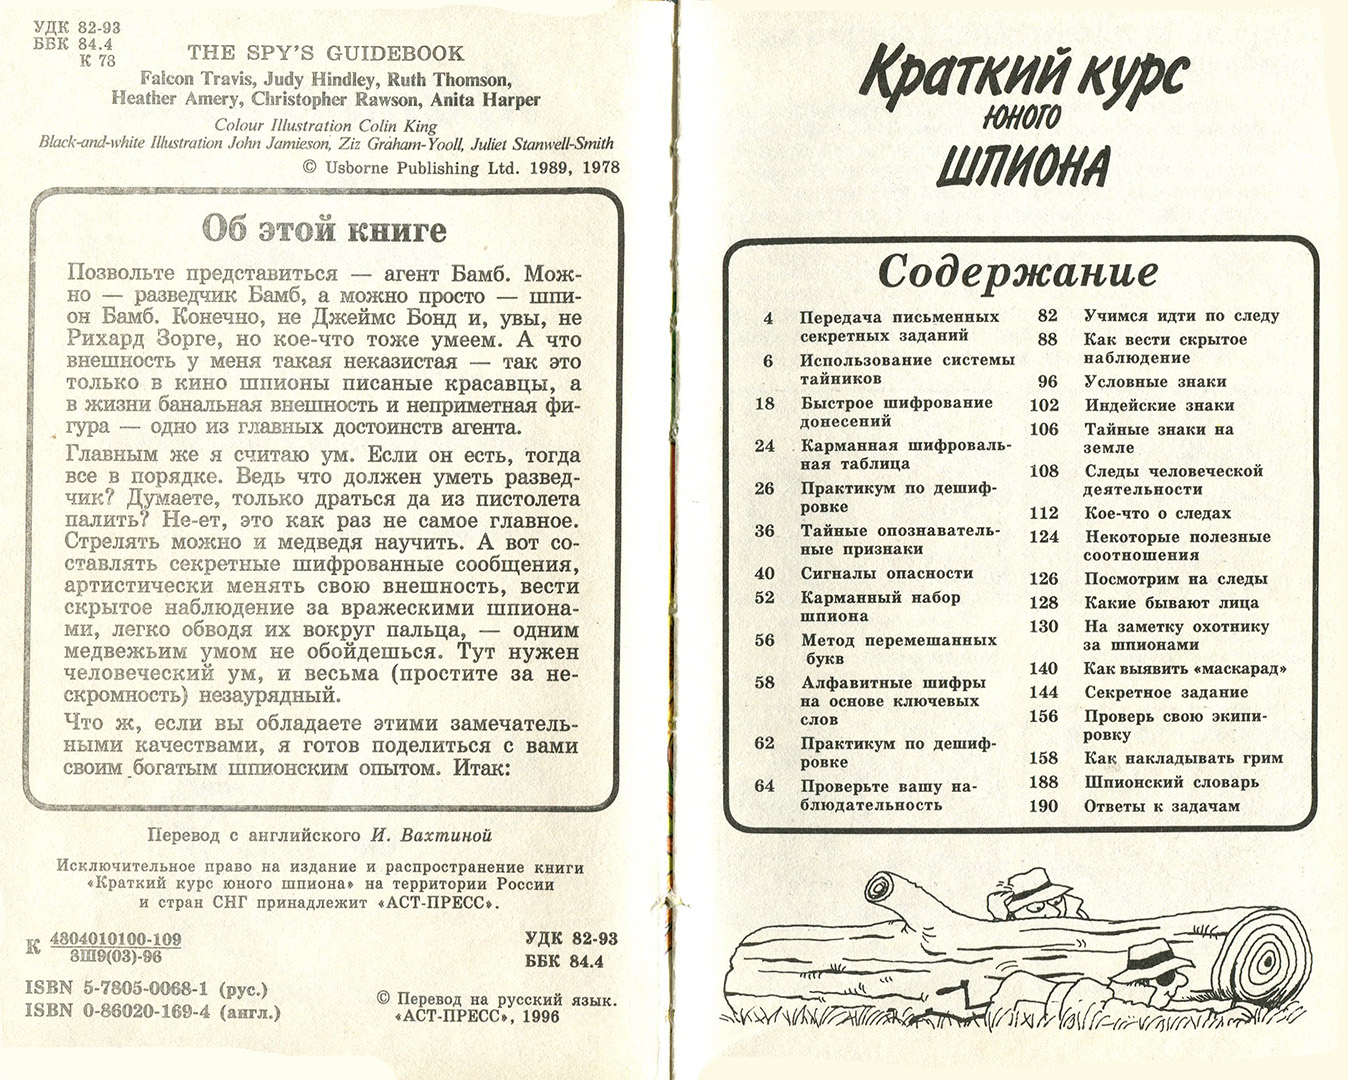 УДК 82-93
ББК 84.4
К 73
THE SPY'S GUIDEBOOK
Falcon Travis, Judy Hindley, Ruth Thomson,
Heather Amery, Christopher Rawson, Anita Harper
Colour Illustration Colin King
Black-and-white Illustration John Jamieson, Ziz Graham-Yooll, Juliet Stanwell-Smith
© Usborne Publishing Ltd. 1989, 1978
Об этой книге
Позвольте представиться — агент Бамб. Мож-
но — разведчик Бамб, а можно просто — шпи-
он Бамб. Конечно, не Джеймс Бонд и, увы, не
Рихард Зорге, но кое-что тоже умеем. А что
внешность у меня такая неказистая — так это
только в кино шпионы писаные красавцы, а
в жизни банальная внешность и неприметная фи-
гура — одно из главных достоинств агента.
Главным же я считаю ум. Если он есть, тогда
все в порядке. Ведь что должен уметь развед-
чик? Думаете, только драться да из пистолета
палить? Не-ет, это как раз не самое главное.
Стрелять можно и медведя научить. А вот со-
ставлять секретные шифрованные сообщения,
артистически менять свою внешность, вести
скрытое наблюдение за вражескими шпиона-
ми, легко обводя их вокруг пальца, — одним
медвежьим умом не обойдешься. Тут нужен
человеческий ум, и весьма (простите за не-
скромность) незаурядный.
Что ж, если вы обладаете этими замечатель-
ными качествами, я готов поделиться с вами
своим богатым шпионским опытом. Итак:
Перевод с английского И. Вахтиной
Исключительное право на издание и распространение книги
«Краткий курс юного шпиона» на территории России
и стран СНГ принадлежит «АСТ-ПРЕСС».
К 4804010100-109
8Ш9(03)-96
УДК 82-93
ББК 84.4
ISBN 5-7805-0068-1 (рус.)
ISBN 0-86020-169-4 (англ.)
© Перевод на русский язык.
«АСТ-ПРЕСС», 1996
Краткий курс
юного
шпиона
Содержание
4 Передача письменных
секретных заданий
6 Использование системы
тайников
18 Быстрое шифрование
донесений
24 Карманная шифроваль-
ная таблица
26 Практикум по дешиф-
ровке
36 Тайные опознаватель-
ные признаки
40 Сигналы опасности
52 Карманный набор
шпиона
56 Метод перемешанных
букв
58 Алфавитные шифры
на основе ключевых
слов
62 Практикум по дешиф-
ровке
64 Проверьте вашу на-
блюдательность
82 Учимся идти по следу
88 Как вести скрытое
наблюдение
96 Условные знаки
102 Индейские знаки
106 Тайные знаки на
земле
108 Следы человеческой
деятельности
112 Кое-что о следах
124 Некоторые полезные
соотношения
126 Посмотрим на следы
128 Какие бывают лица
130 На заметку охотнику
за шпионами
140 Как выявить «маскарад»
144 Секретное задание
156 Проверь свою экипи-
ровку
158 Как накладывать грим
188 Шпионский словарь
190 Ответы к задачам